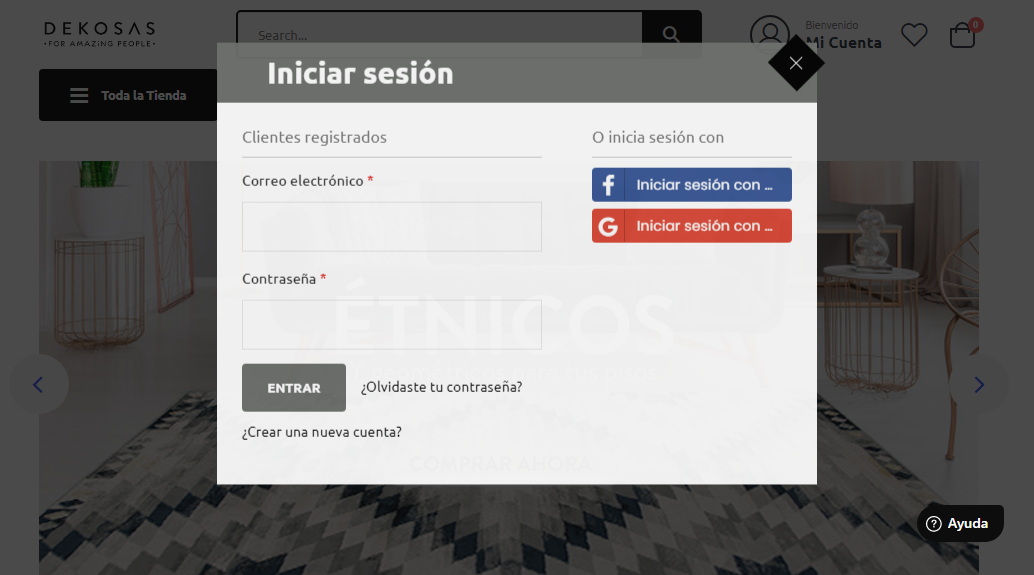 DEKOSAS
•FOR AMAZING PEOPLE•
Search...
Bienvenido
Mi Cuenta
0
Toda la Tienda
Iniciar sesión
Clientes registrados
Correo electrónico *
Contraseña *
ENTRAR
¿Olvidaste tu contraseña?
¿Crear una nueva cuenta?
O inicia sesión con
Iniciar sesión con ...
Iniciar sesión con ...
ÉTNICOS
COMPRAR AHORA
Ayuda